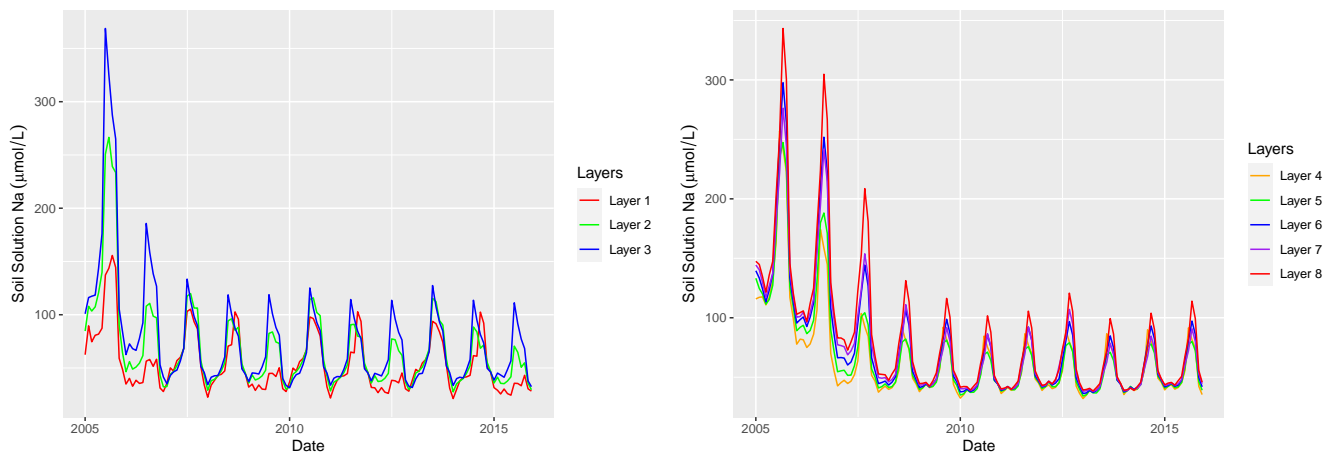 300
200
100
Soil Solution Na (μmol/L)
2005
2010
2015
Date
Layers
Layer 1
Layer 2
Layer 3
300
200
100
Soil Solution Na (μmol/L)
2005
2010
2015
Date
Layers
Layer 4
Layer 5
Layer 6
Layer 7
Layer 8